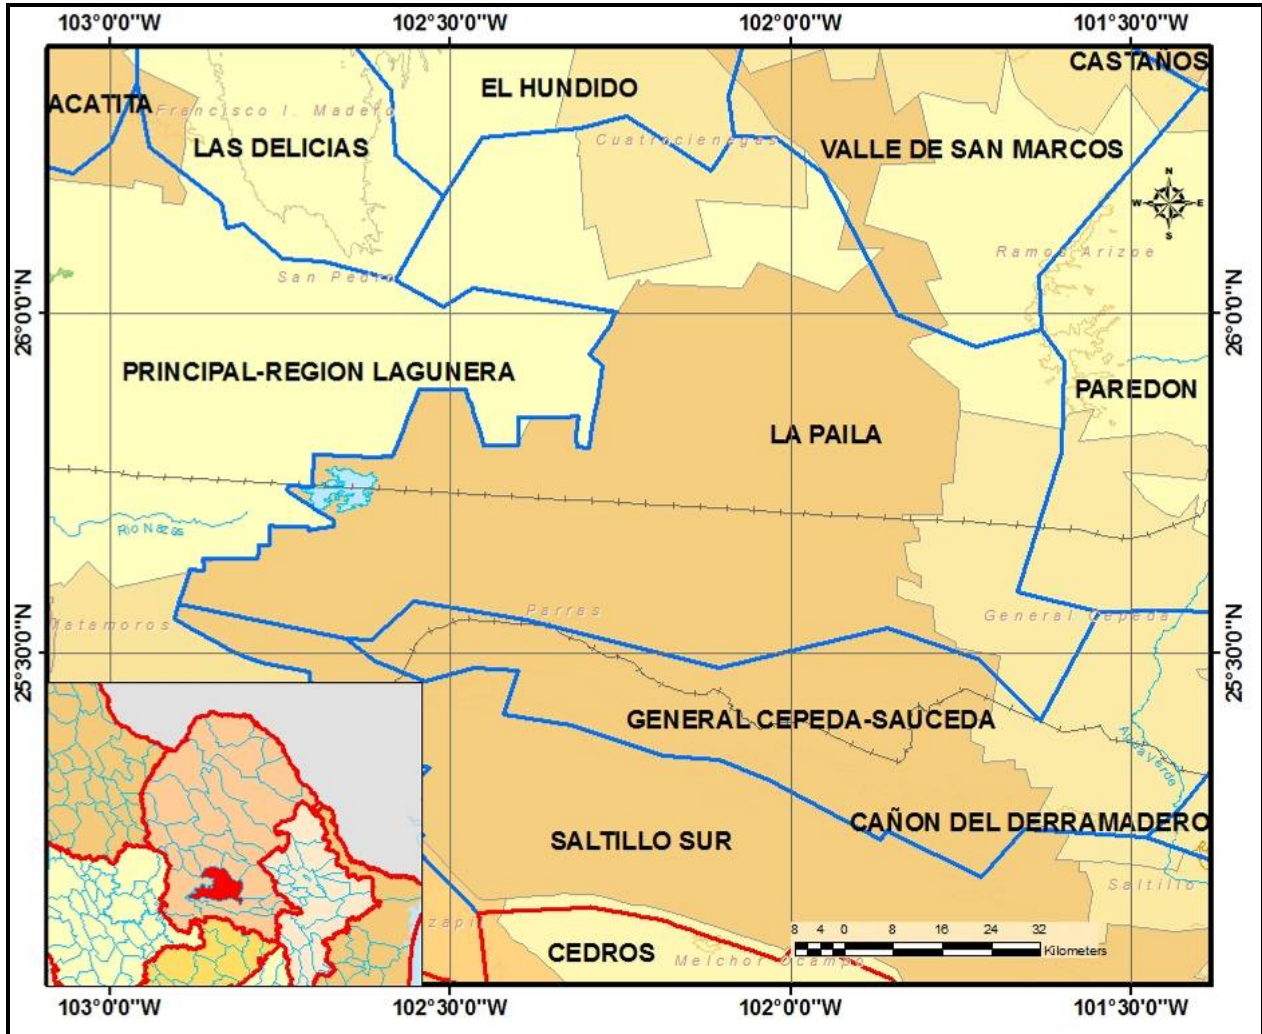 103°0'0"W 102°30'0"W 102°0'0"W 101°30'0"W
CASTAÑOS
EL HUNDIDO
ACATITA
Francisco I. Madero
LAS DELICIAS
Cuatrocienegas
VALLE DE SAN MARCOS
N
W E
S
Ramos Arizpe
San Pedro
26°0'0"N 26°0'0"N
PRINCIPAL-REGION LAGUNERA
PAREDON
LA PAILA
Rio Nazas
Parras
General Cepeda
Matamoros
25°30'0"N 25°30'0"N
GENERAL CEPEDA-SAUCEDA
CAÑON DEL DERRAMADERO
SALTILLO SUR
Saltillo
8 4 0 8 16 24 32
Kilometers
CEDROS
Melchor Ocampo
103°0'0"W 102°30'0"W 102°0'0"W 101°30'0"W